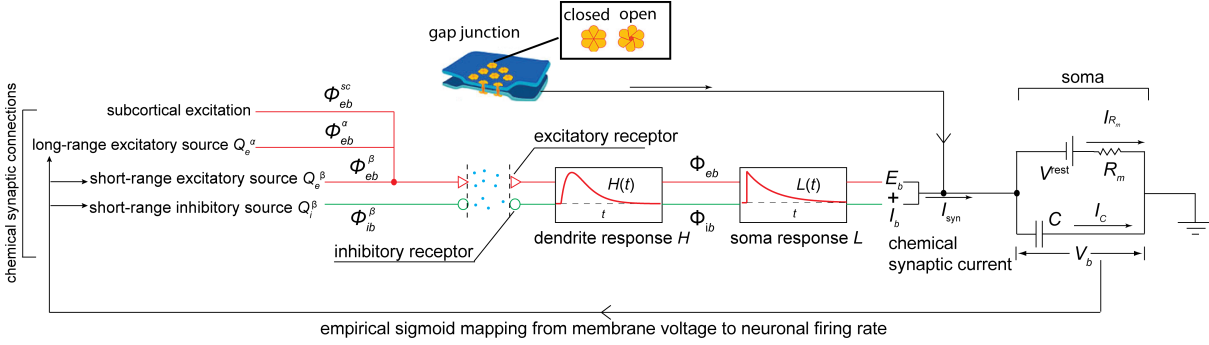 closed open
gap junction
soma
chemical synaptic connections
subcortical excitation Φ_eb^sc
long-range excitatory source Q_e^α Φ_eb^α
short-range excitatory source Q_e^β Φ_eb^β
short-range inhibitory source Q_i^β Φ_ib^β
excitatory receptor
inhibitory receptor
H(t)
t
dendrite response H
Φ_eb
Φ_ib
L(t)
t
soma response L
E_b
+
I_b
I_syn
chemical
synaptic current
I_{R_m}
V^rest R_m
C I_C
V_b
empirical sigmoid mapping from membrane voltage to neuronal firing rate